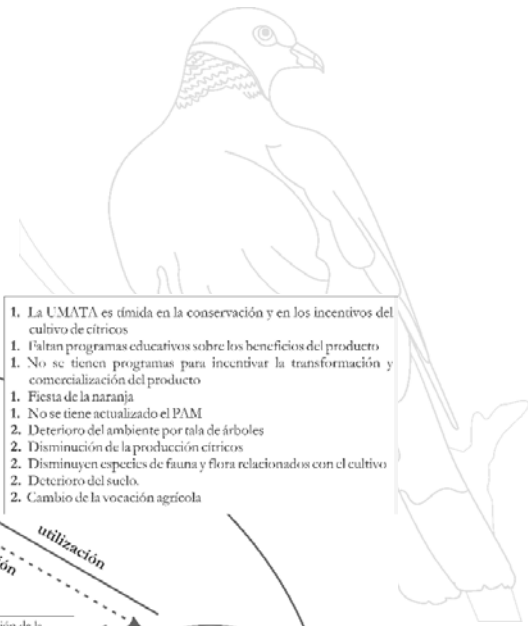 1. La UMATA es tímida en la conservación y en los incentivos del
cultivo de cítricos
1. Faltan programas educativos sobre los beneficios del producto
1. No se tienen programas para incentivar la transformación y
comercialización del producto
1. Fiesta de la naranja
1. No se tiene actualizado el PAM
2. Deterioro del ambiente por tala de árboles
2. Disminución de la producción cítricos
2. Disminuyen especies de fauna y flora relacionados con el cultivo
2. Deterioro del suelo.
2. Cambio de la vocación agrícola
utilización